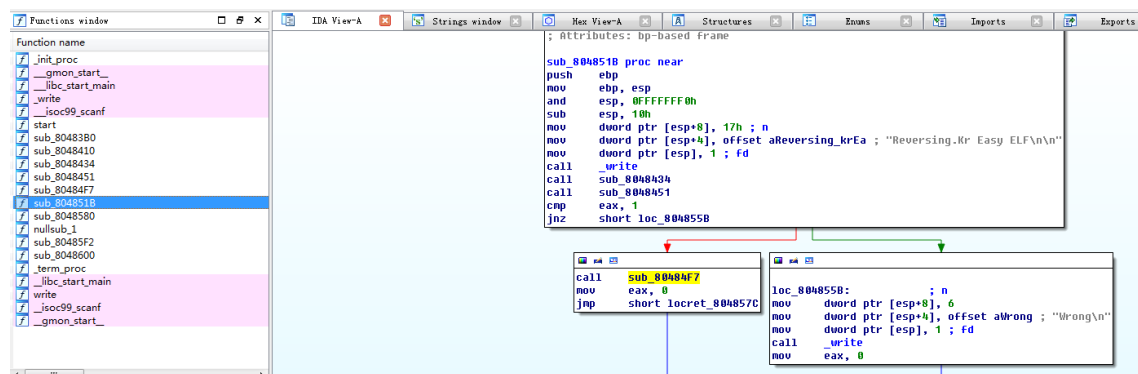 Functions window
IDA View-A
Strings window
Hex View-A
Structures
Enums
Imports
Exports
Function name
_init_proc
__gmon_start__
__libc_start_main
_write
___isoc99_scanf
start
sub_80483B0
sub_8048410
sub_8048434
sub_8048451
sub_80484F7
sub_804851B
sub_8048580
nullsub_1
sub_80485F2
sub_8048600
_term_proc
__libc_start_main
write
__isoc99_scanf
__gmon_start__
; Attributes: bp-based frame
sub_804851B proc near
push ebp
mov ebp, esp
and esp, 0FFFFFFF0h
sub esp, 10h
mov dword ptr [esp+8], 17h ; n
mov dword ptr [esp+4], offset aReversing_krEa ; "Reversing.Kr Easy ELF\n\n"
mov dword ptr [esp], 1 ; fd
call _write
call sub_8048434
call sub_8048451
cmp eax, 1
jnz short loc_804855B
call sub_80484F7
mov eax, 0
jmp short locret_804857C
loc_804855B: ; n
mov dword ptr [esp+8], 6
mov dword ptr [esp+4], offset aWrong ; "Wrong\n"
mov dword ptr [esp], 1 ; fd
call _write
mov eax, 0